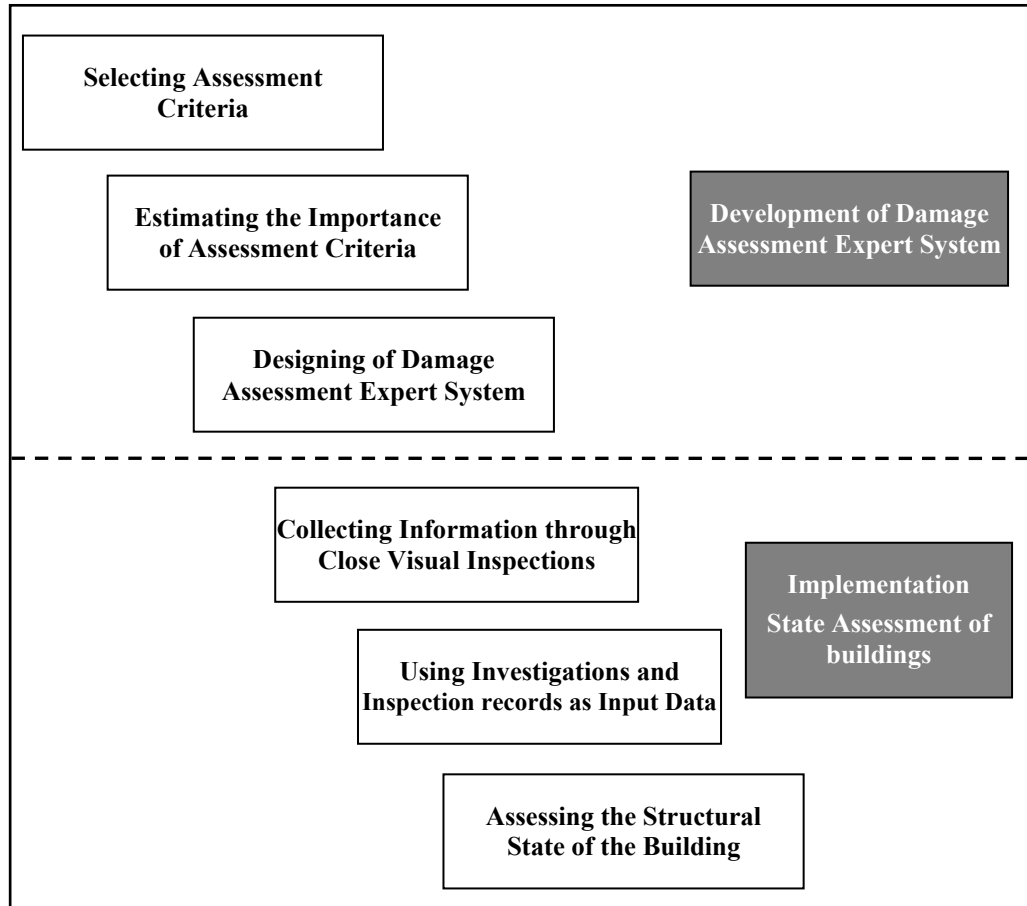 Selecting Assessment
Criteria
Estimating the Importance
of Assessment Criteria
Development of Damage
Assessment Expert System
Designing of Damage
Assessment Expert System
Collecting Information through
Close Visual Inspections
Implementation
State Assessment of
buildings
Using Investigations and
Inspection records as Input Data
Assessing the Structural
State of the Building